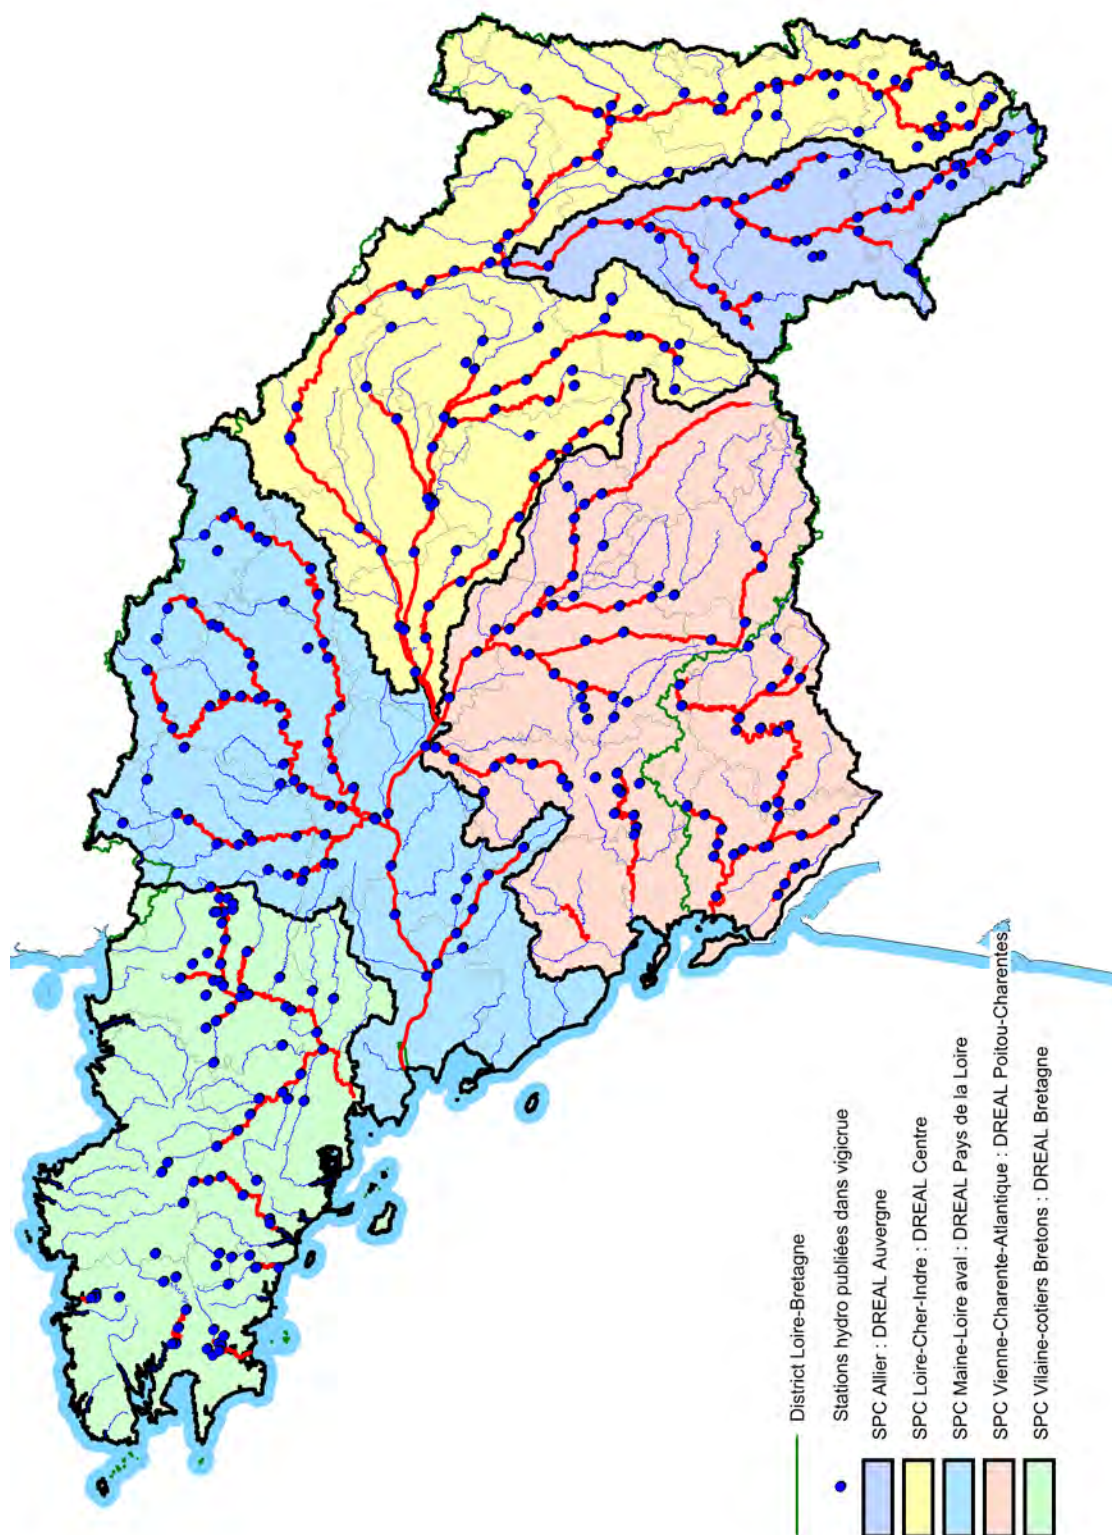 District Loire-Bretagne
Stations hydro publiées dans vigicrue
SPC Allier : DREAL Auvergne
SPC Loire-Cher-Indre : DREAL Centre
SPC Maine-Loire aval : DREAL Pays de la Loire
SPC Vienne-Charente-Atlantique : DREAL Poitou-Charentes
SPC Vilaine-cotiers Bretons : DREAL Bretagne